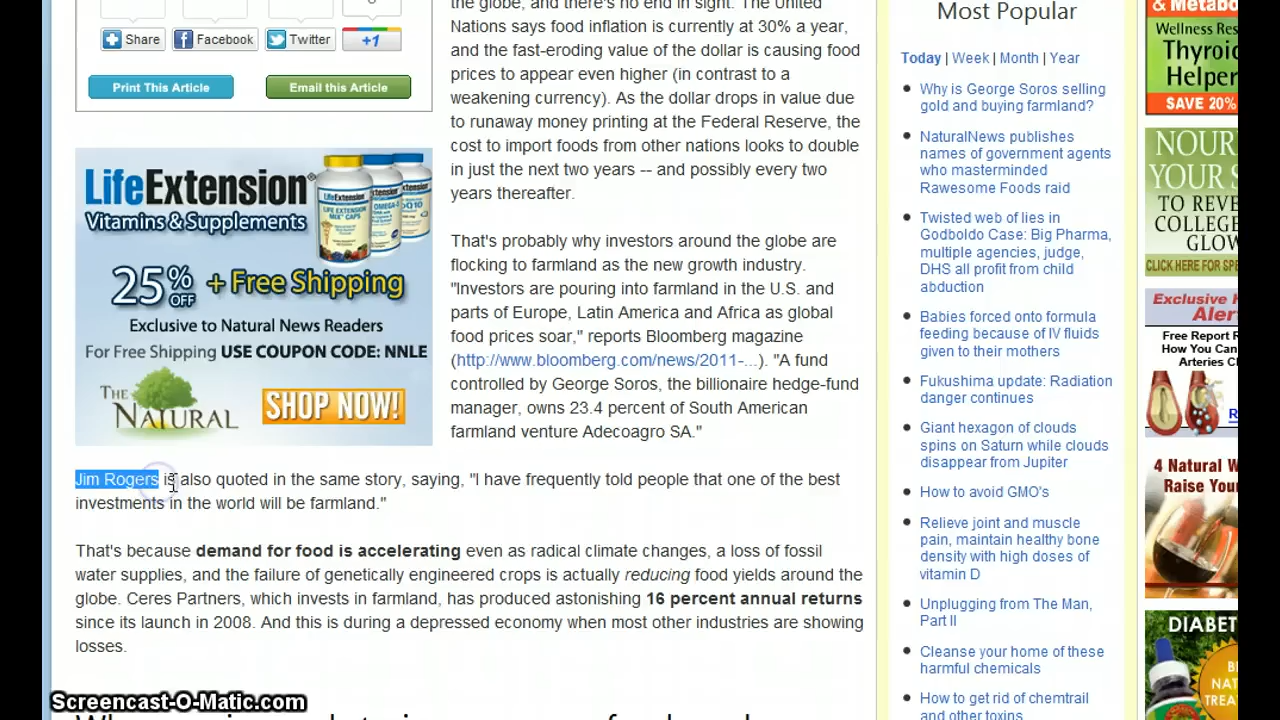 Share
Facebook
Twitter
+1
Print This Article
Email this Article
LifeExtension®
Vitamins & Supplements
25% OFF + Free Shipping
Exclusive to Natural News Readers
For Free Shipping USE COUPON CODE: NNLE
THE NATURAL
SHOP NOW!
the globe, and there's no end in sight. The United
Nations says food inflation is currently at 30% a year,
and the fast-eroding value of the dollar is causing food
prices to appear even higher (in contrast to a
weakening currency). As the dollar drops in value due
to runaway money printing at the Federal Reserve, the
cost to import foods from other nations looks to double
in just the next two years -- and possibly every two
years thereafter.
That's probably why investors around the globe are
flocking to farmland as the new growth industry.
"Investors are pouring into farmland in the U.S. and
parts of Europe, Latin America and Africa as global
food prices soar," reports Bloomberg magazine
(http://www.bloomberg.com/news/2011-...). "A fund
controlled by George Soros, the billionaire hedge-fund
manager, owns 23.4 percent of South American
farmland venture Adecoagro SA."
Jim Rogers is also quoted in the same story, saying, "I have frequently told people that one of the best
investments in the world will be farmland."
That's because demand for food is accelerating even as radical climate changes, a loss of fossil
water supplies, and the failure of genetically engineered crops is actually reducing food yields around the
globe. Ceres Partners, which invests in farmland, has produced astonishing 16 percent annual returns
since its launch in 2008. And this is during a depressed economy when most other industries are showing
losses.
Screencast-O-Matic.com
Most Popular
Today | Week | Month | Year
Why is George Soros selling
gold and buying farmland?
NaturalNews publishes
names of government agents
who masterminded
Rawesome Foods raid
Twisted web of lies in
Godboldo Case: Big Pharma,
multiple agencies, judge,
DHS all profit from child
abduction
Babies forced onto formula
feeding because of IV fluids
given to their mothers
Fukushima update: Radiation
danger continues
Giant hexagon of clouds
spins on Saturn while clouds
disappear from Jupiter
How to avoid GMO's
Relieve joint and muscle
pain, maintain healthy bone
density with high doses of
vitamin D
Unplugging from The Man,
Part II
Cleanse your home of these
harmful chemicals
How to get rid of chemtrail
and other toxins
& Metabo
Wellness Res
Thyroid
Helper
SAVE 20%
NOUR
YOUR S
TO REVE
COLLEGE
GLOW
CLICK HERE FOR SPE
Exclusive H
Aler
Free Report R
How You Can
Arteries Cl
4 Natural W
Raise Your
DIABET